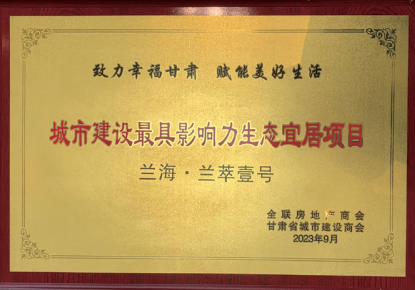 致力幸福甘肃 赋能美好生活
城市建设最具影响力生态宜居项目
兰海·兰萃壹号
全联房地产商会
甘肃省城市建设商会
2023年9月